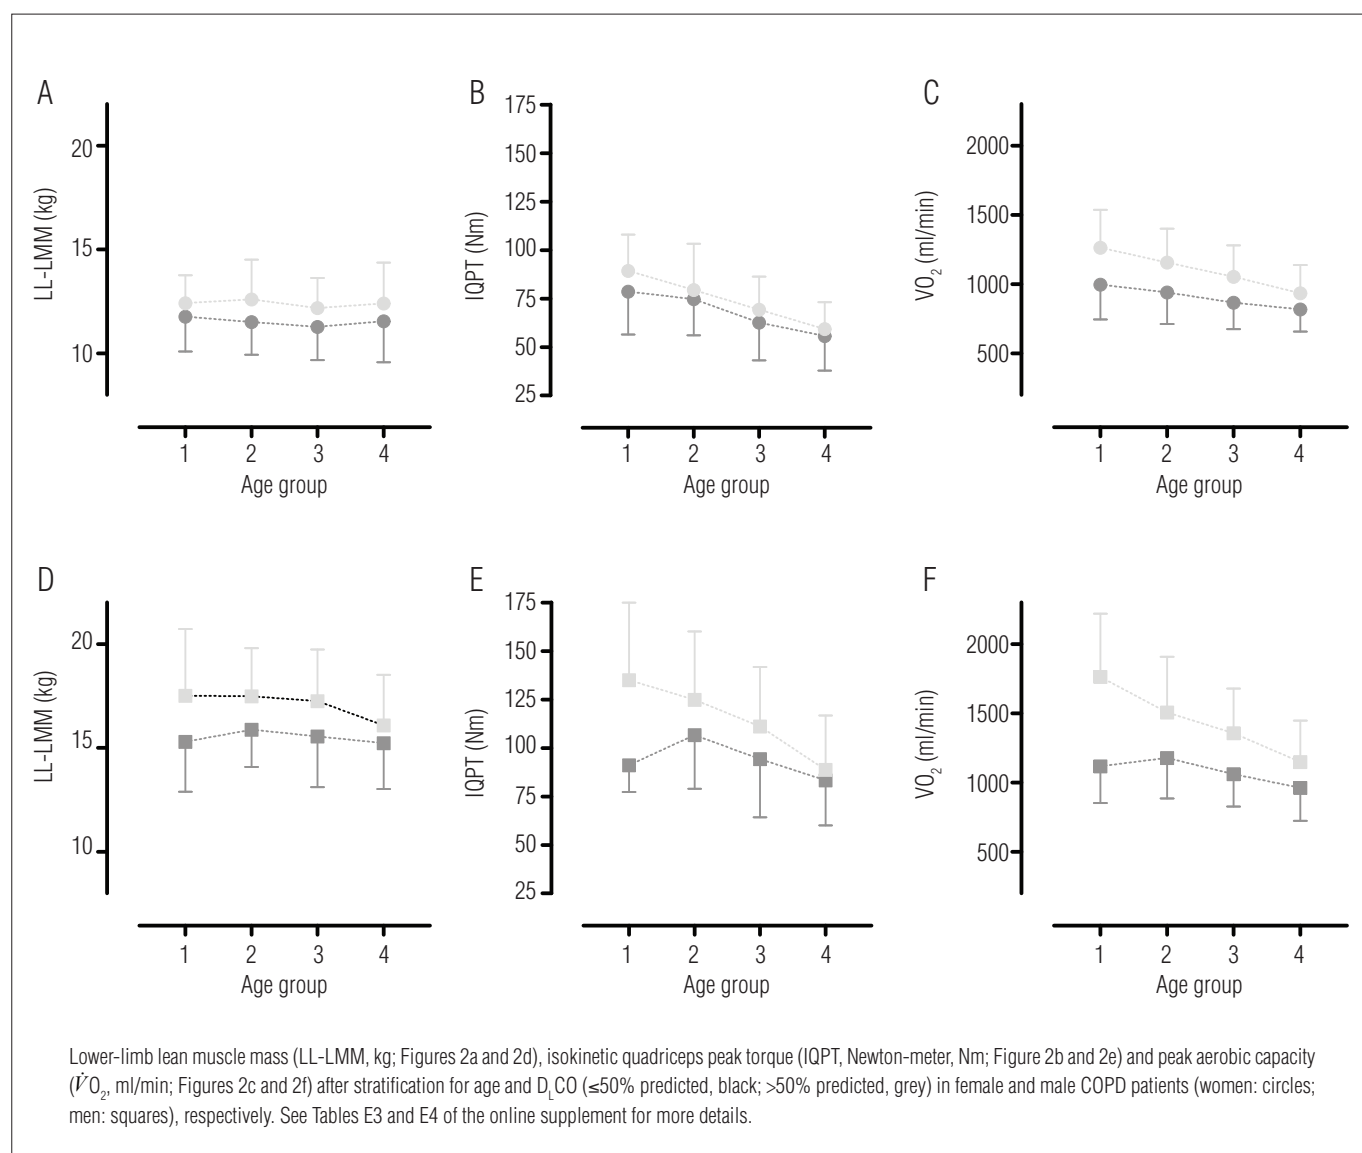 A
B
C
LL-LMM (kg)
20
15
10
1 2 3 4
Age group
IQPT (Nm)
175
150
125
100
75
50
25
1 2 3 4
Age group
VO2 (ml/min)
2000
1500
1000
500
1 2 3 4
Age group
D
E
F
LL-LMM (kg)
20
15
10
1 2 3 4
Age group
IQPT (Nm)
175
150
125
100
75
50
25
1 2 3 4
Age group
VO2 (ml/min)
2000
1500
1000
500
1 2 3 4
Age group
Lower-limb lean muscle mass (LL-LMM, kg; Figures 2a and 2d), isokinetic quadriceps peak torque (IQPT, Newton-meter, Nm; Figure 2b and 2e) and peak aerobic capacity
(V̇O2, ml/min; Figures 2c and 2f) after stratification for age and DLCO (≤50% predicted, black; >50% predicted, grey) in female and male COPD patients (women: circles;
men: squares), respectively. See Tables E3 and E4 of the online supplement for more details.